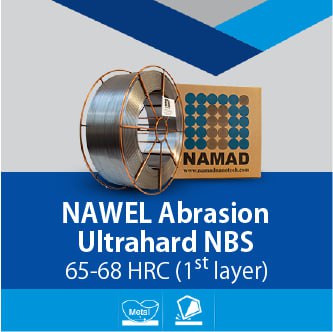 NAMAD
www.namadnanotech.com
NAWEL Abrasion
Ultrahard NBS
65-68 HRC (1st layer)
Metal